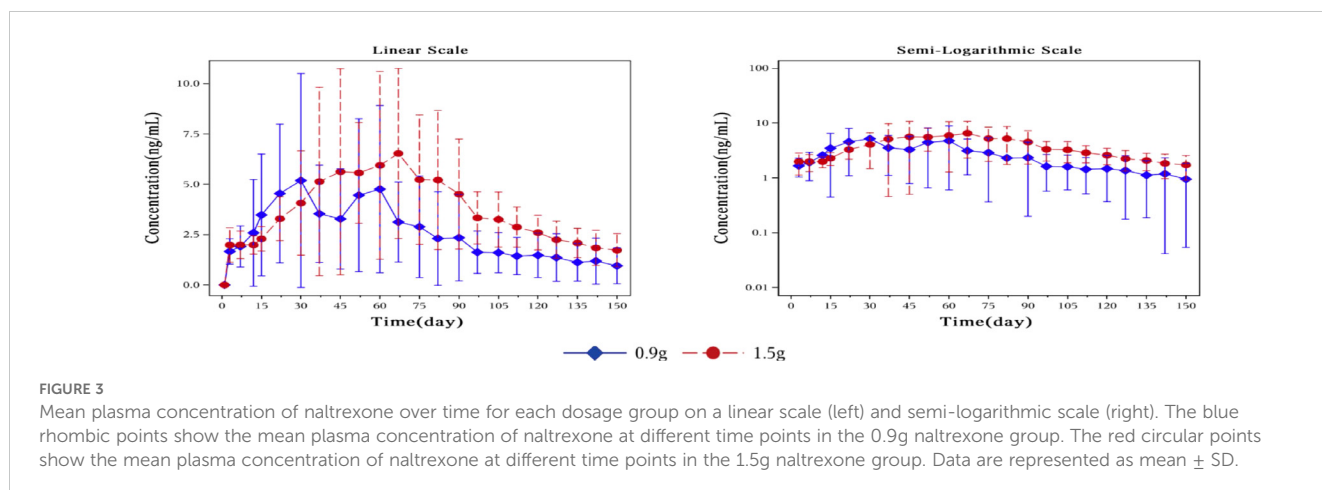 Linear Scale
10.0
7.5
5.0
2.5
0.0
Concentration(ng/mL)
0 15 30 45 60 75 90 105 120 135 150
Time(day)
Semi-Logarithmic Scale
100
10
1
0.1
0.01
Concentration(ng/mL)
0 15 30 45 60 75 90 105 120 135 150
Time(day)
0.9g 1.5g
FIGURE 3
Mean plasma concentration of naltrexone over time for each dosage group on a linear scale (left) and semi-logarithmic scale (right). The blue
rhombic points show the mean plasma concentration of naltrexone at different time points in the 0.9g naltrexone group. The red circular points
show the mean plasma concentration of naltrexone at different time points in the 1.5g naltrexone group. Data are represented as mean ± SD.